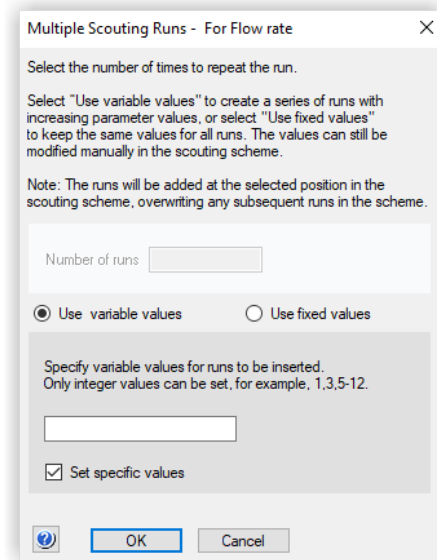 Multiple Scouting Runs - For Flow rate
Select the number of times to repeat the run.
Select "Use variable values" to create a series of runs with
increasing parameter values, or select "Use fixed values"
to keep the same values for all runs. The values can still be
modified manually in the scouting scheme.
Note: The runs will be added at the selected position in the
scouting scheme, overwriting any subsequent runs in the scheme.
Number of runs
Use variable values Use fixed values
Specify variable values for runs to be inserted.
Only integer values can be set, for example, 1,3,5-12.
Set specific values
? OK Cancel